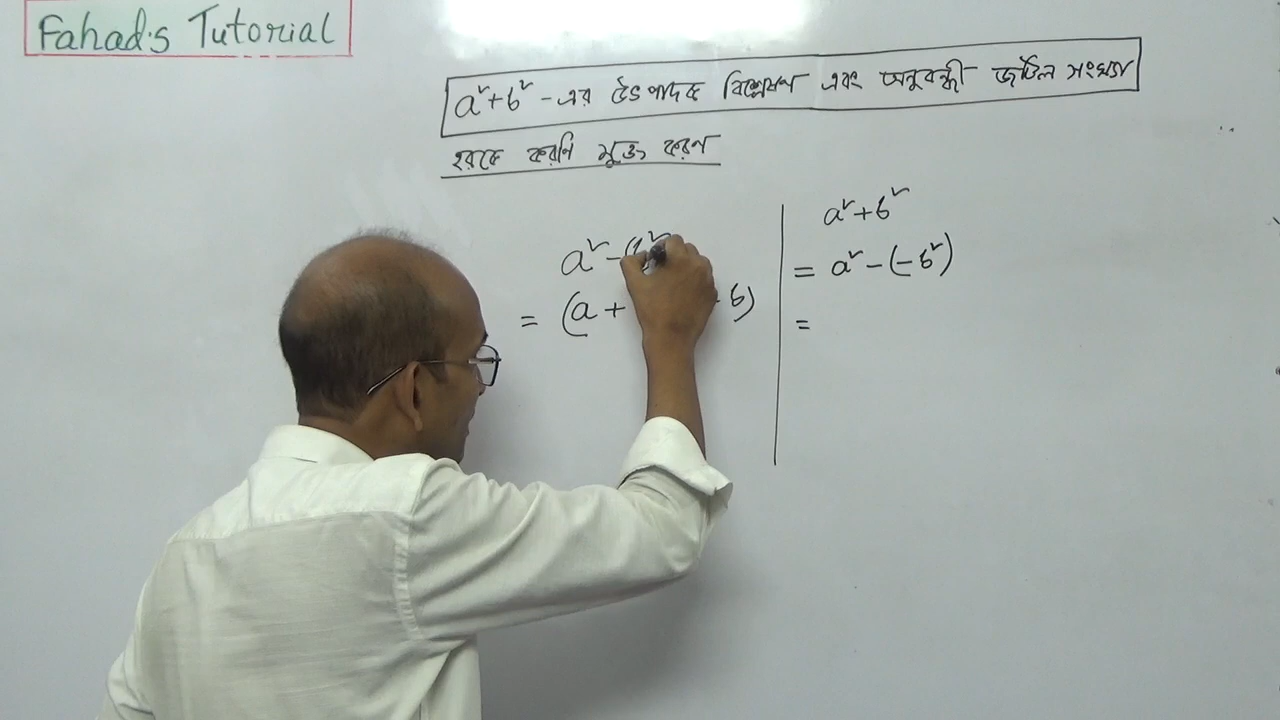 Fahad's Tutorial
a²+b² -এর উৎপাদক বিশ্লেষণ এবং অনুবন্ধী জটিল সংখ্যা
হরকে করণি মুক্ত করণ
a² -
= (a + - b)
a²+b²
= a² - (-b²)
=